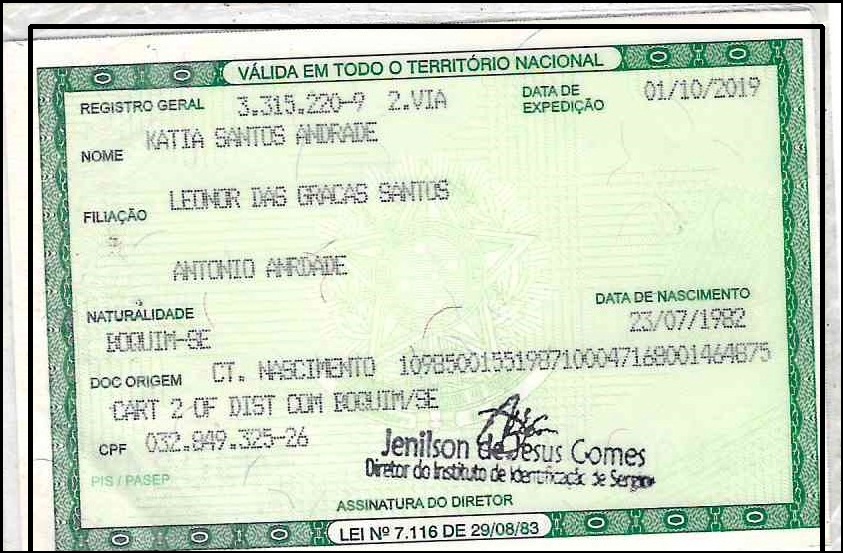 VÁLIDA EM TODO O TERRITÓRIO NACIONAL
REGISTRO GERAL 3.315.220-9 2.VIA DATA DE EXPEDIÇÃO 01/10/2019
NOME KATIA SANTOS ANDRADE
FILIAÇÃO LEONOR DAS GRACAS SANTOS
ANTONIO ANRDADE
NATURALIDADE DATA DE NASCIMENTO
BOQUIM-SE 23/07/1982
DOC ORIGEM CT. NASCIMENTO 10985001551987100047168001464875
CART 2 OF DIST COM BOQUIM/SE
CPF 032.849.325-26
Jenilson de Jesus Gomes
Diretor do Instituto de Identificação de Sergipe
PIS / PASEP
ASSINATURA DO DIRETOR
LEI Nº 7.116 DE 29/08/83